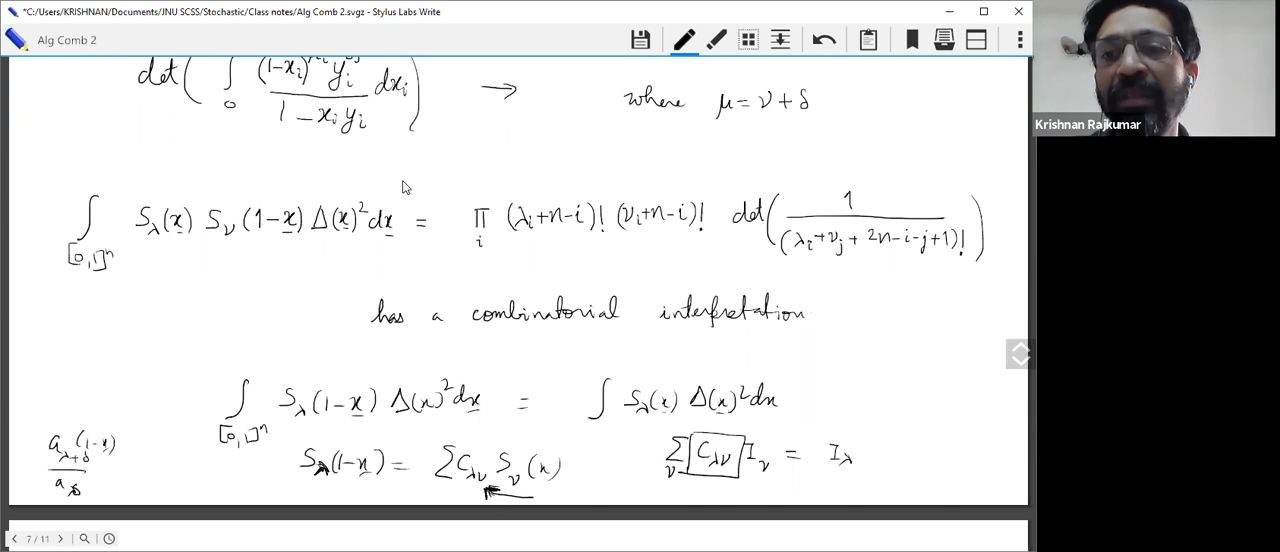 *C:/Users/KRISHNAN/Documents/JNU SCSS/Stochastic/Class notes/Alg Comb 2.svgz - Stylus Labs Write
Alg Comb 2
Krishnan Rajkumar
det( ∫₀ (1-xᵢ) yᵢ / (1 - xᵢyᵢ) dxᵢ ) → where μ = ν + δ
∫_{[0,1]ⁿ} S_λ(x) S_ν(1-x) Δ(x)² dx = ∏ᵢ (λᵢ+n-i)! (νᵢ+n-i)! det( 1 / (λᵢ+νⱼ+2n-i-j+1)! )
has a combinatorial interpretation
∫_{[0,1]ⁿ} S_λ(1-x) Δ(x)² dx = ∫ S_λ(x) Δ(x)² dx
a_{λ+δ}(1-x) / a_δ
S_λ(1-x) = Σ C_{λν} S_ν(x)
Σ_ν C_{λν} I_ν = I_λ
7 / 11